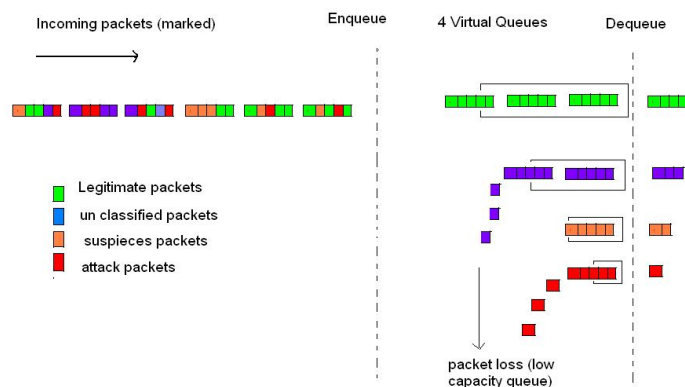 Incoming packets (marked)
Enqueue
4 Virtual Queues
Dequeue
Legitimate packets
un classified packets
suspieces packets
attack packets
packet loss (low
capacity queue)